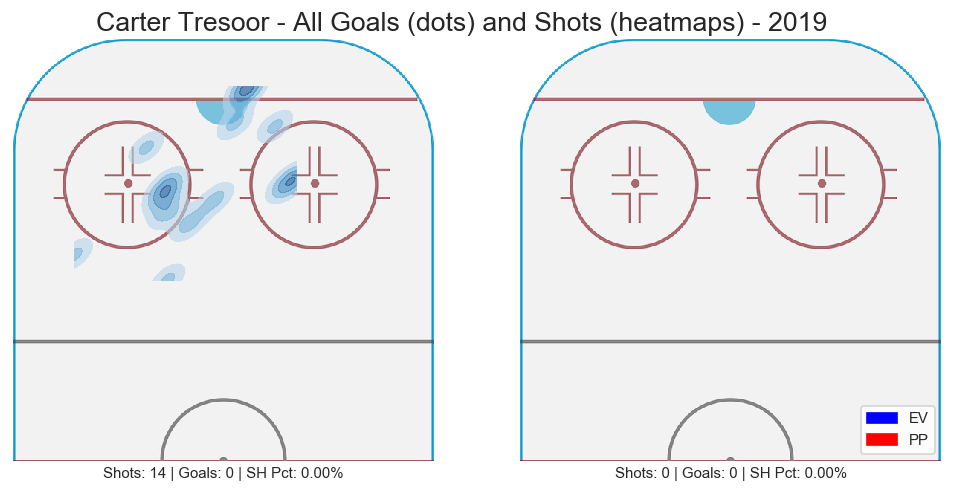 Carter Tresoor - All Goals (dots) and Shots (heatmaps) - 2019
EV
PP
Shots: 14 | Goals: 0 | SH Pct: 0.00%
Shots: 0 | Goals: 0 | SH Pct: 0.00%